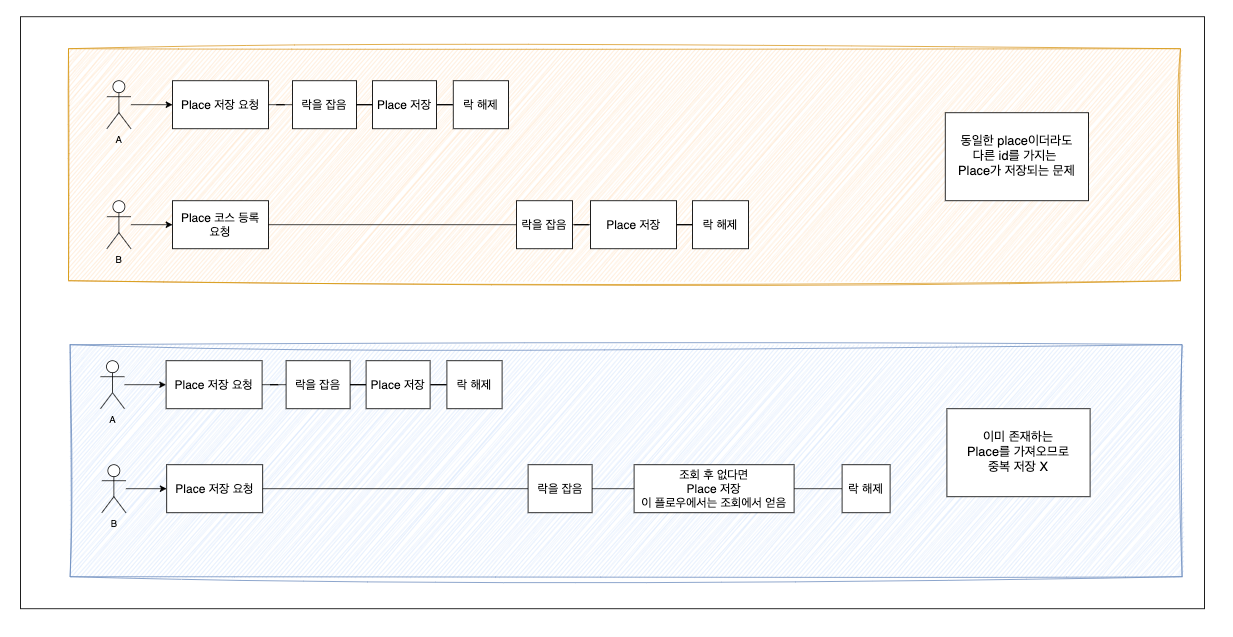 Place 저장 요청
락을 잡음
Place 저장
락 해제
A
Place 코스 등록
요청
락을 잡음
Place 저장
락 해제
B
동일한 place이더라도
다른 id를 가지는
Place가 저장되는 문제
Place 저장 요청
락을 잡음
Place 저장
락 해제
A
Place 저장 요청
락을 잡음
조회 후 없다면
Place 저장
이 플로우에서는 조회에서 얻음
락 해제
B
이미 존재하는
Place를 가져오므로
중복 저장 X